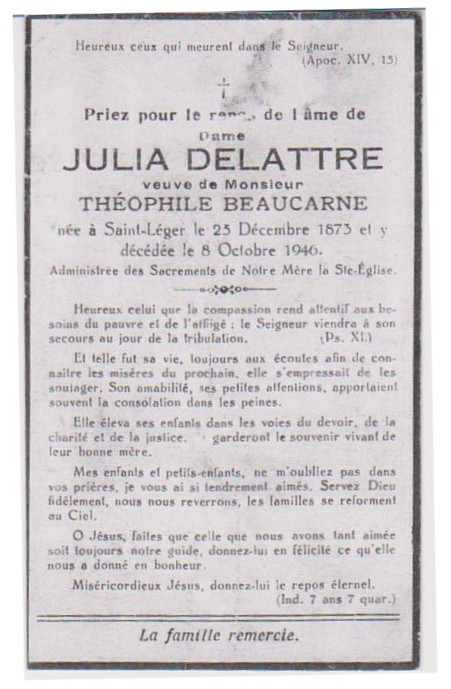 Heureux ceux qui meurent dans le Seigneur.
(Apoc. XIV, 13)
Priez pour le repos de l'âme de
Dame
JULIA DELATTRE
veuve de Monsieur
THÉOPHILE BEAUCARNE
née à Saint-Léger le 25 Décembre 1873 et y
décédée le 8 Octobre 1946.
Administrée des Sacrements de Notre Mère la Ste-Église.
Heureux celui que la compassion rend attentif aux be-
soins du pauvre et de l'affligé : le Seigneur viendra à son
secours au jour de la tribulation. (Ps. XL)
Et telle fut sa vie, toujours aux écoutes afin de con-
naître les misères du prochain, elle s'empressait de les
soulager. Son amabilité, ses petites attentions, apportaient
souvent la consolation dans les peines.
Elle éleva ses enfants dans les voies du devoir, de la
charité et de la justice. garderont le souvenir vivant de
leur bonne mère.
Mes enfants et petits-enfants, ne m'oubliez pas dans
vos prières, je vous ai si tendrement aimés. Servez Dieu
fidèlement, nous nous reverrons, les familles se reforment
au Ciel.
O Jésus, faites que celle que nous avons tant aimée
soit toujours notre guide, donnez-lui en félicité ce qu'elle
nous a donné en bonheur.
Miséricordieux Jésus, donnez-lui le repos éternel.
(Ind. 7 ans 7 quar.)
La famille remercie.